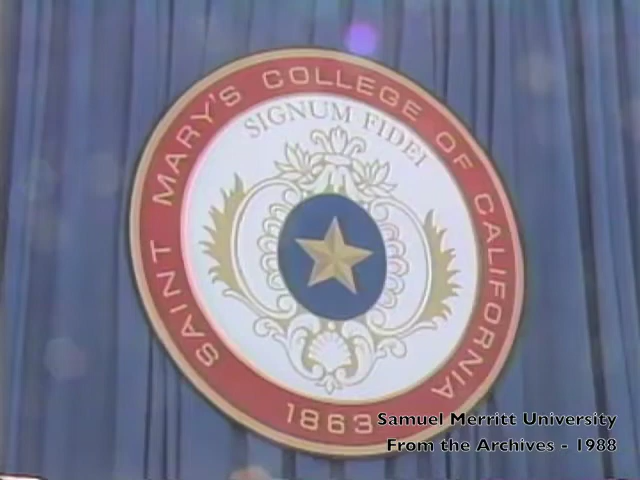 SAINT MARY'S COLLEGE OF CALIFORNIA
SIGNUM FIDEI
1863
Samuel Merritt University
From the Archives - 1988